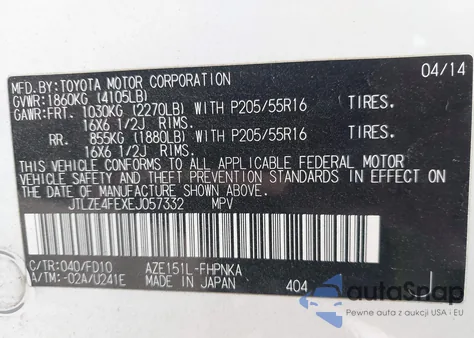 MFD.BY:TOYOTA MOTOR CORPORATION 04/14
GVWR:1860KG (4105LB)
GAWR:FRT. 1030KG (2270LB) WITH P205/55R16 TIRES.
16X6 1/2J RIMS.
RR. 855KG (1880LB) WITH P205/55R16 TIRES.
16X6 1/2J RIMS.
THIS VEHICLE CONFORMS TO ALL APPLICABLE FEDERAL MOTOR
VEHICLE SAFETY AND THEFT PREVENTION STANDARDS IN EFFECT ON
THE DATE OF MANUFACTURE SHOWN ABOVE.
JTLZE4FEXEJ057332 MPV
C/TR:040/FD10 AZE151L-FHPNKA
A/TM:-02A/U241E MADE IN JAPAN 404
autoSnap
Pewne auta z aukcji USA i EU